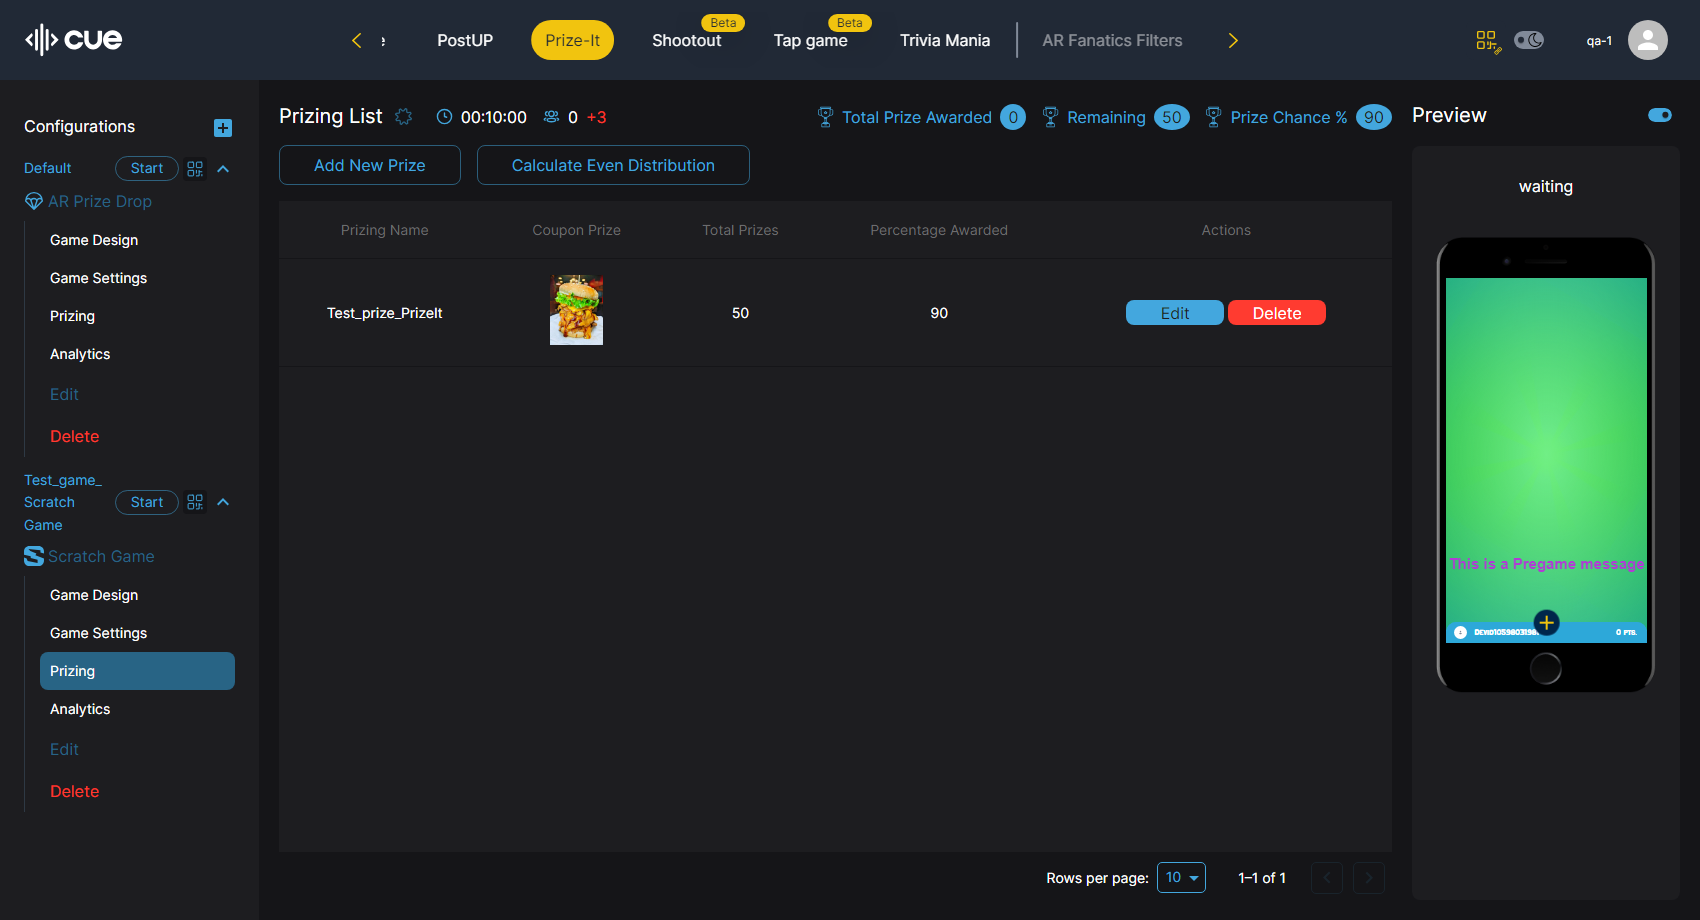 cue
PostUP
Prize-It
Beta
Shootout
Beta
Tap game
Trivia Mania
AR Fanatics Filters
qa-1
Configurations
Default
Start
AR Prize Drop
Game Design
Game Settings
Prizing
Analytics
Edit
Delete
Test_game_
Scratch
Game
Start
Scratch Game
Game Design
Game Settings
Prizing
Analytics
Edit
Delete
Prizing List
00:10:00
0 +3
Total Prize Awarded 0
Remaining 50
Prize Chance % 90
Add New Prize
Calculate Even Distribution
Prizing Name Coupon Prize Total Prizes Percentage Awarded Actions
Test_prize_PrizeIt 50 90 Edit Delete
Rows per page: 10 1–1 of 1
Preview
waiting
This is a Pregame message
0 PTS.